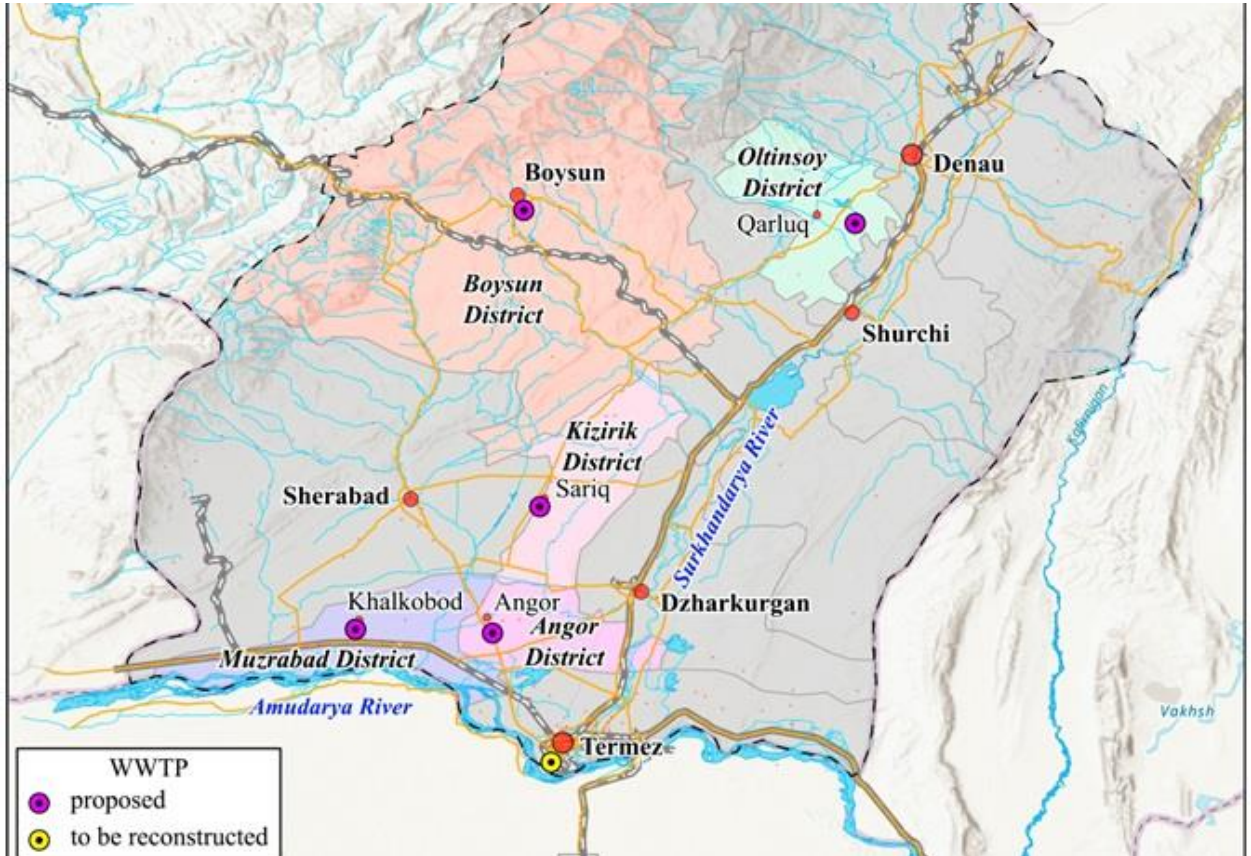 Oltinsoy
District
Denau
Boysun
Qarluq
Boysun
District
Shurchi
Kofirnigan
Kizirik
District
Surkhandarya River
Sariq
Sherabad
Khalkobod
Angor
Dzharkurgan
Angor
District
Muzrabad District
Amudarya River
Vakhsh
Termez
WWTP
proposed
to be reconstructed